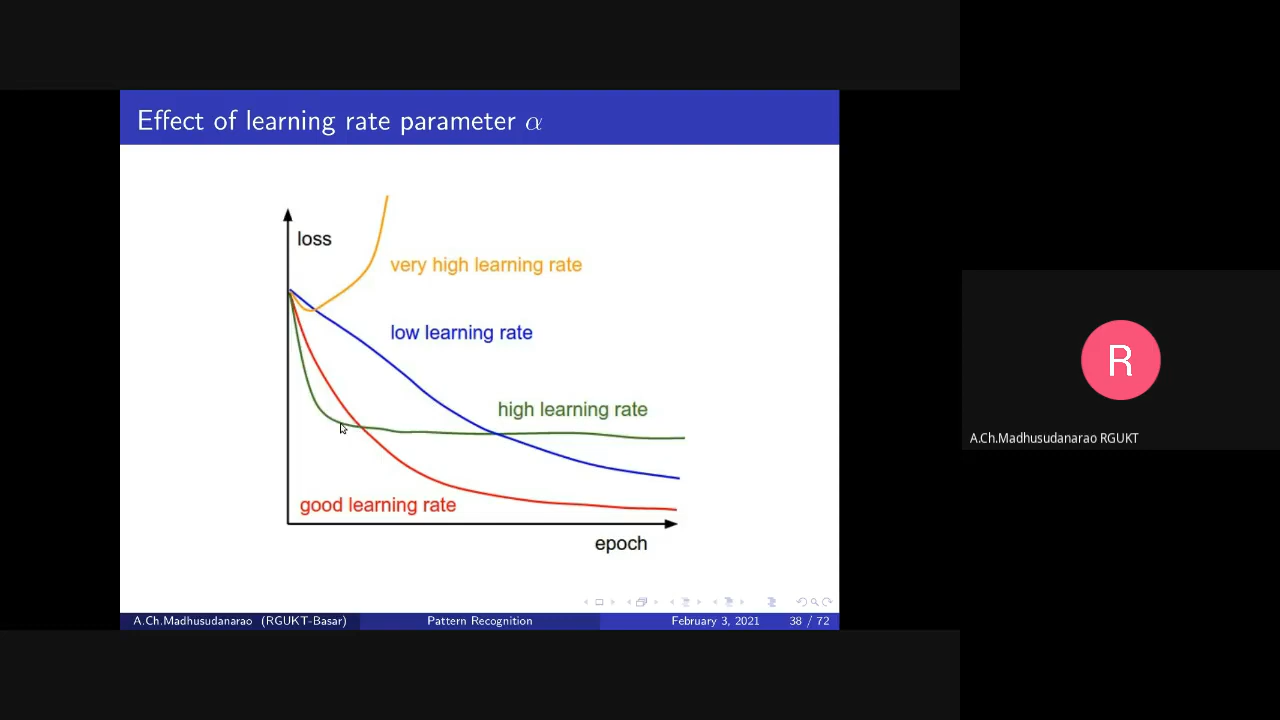 Effect of learning rate parameter α
loss
very high learning rate
low learning rate
high learning rate
good learning rate
epoch
A.Ch.Madhusudanarao (RGUKT-Basar)
Pattern Recognition
February 3, 2021
38 / 72
R
A.Ch.Madhusudanarao RGUKT